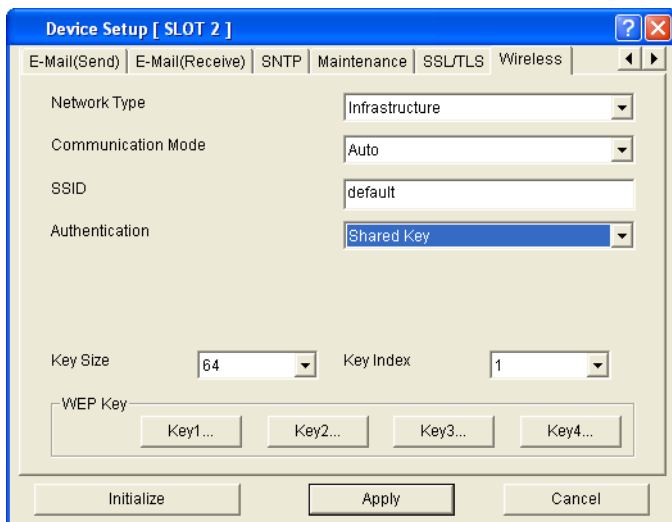 Device Setup [ SLOT 2 ]
E-Mail(Send) E-Mail(Receive) SNTP Maintenance SSL/TLS Wireless
Network Type Infrastructure
Communication Mode Auto
SSID default
Authentication Shared Key
Key Size 64 Key Index 1
WEP Key
Key1... Key2... Key3... Key4...
Initialize Apply Cancel